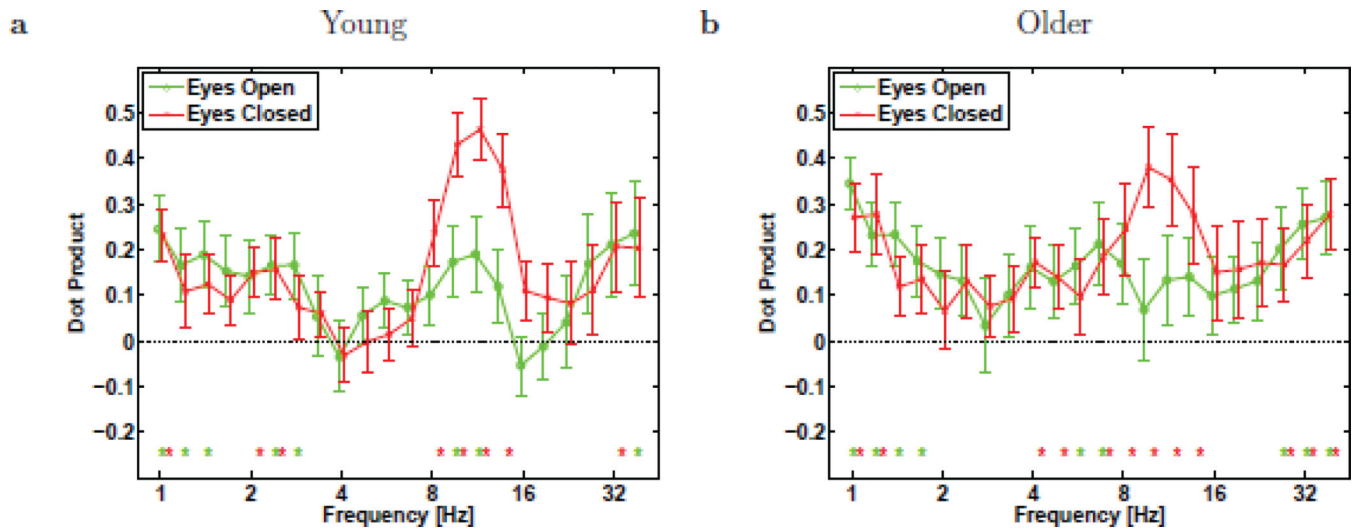 a Young
Eyes Open
Eyes Closed
0.5
0.4
0.3
0.2
0.1
0
−0.1
−0.2
Dot Product
* * * * * * * * * * * * * * * *
1 2 4 8 16 32
Frequency [Hz]
b Older
Eyes Open
Eyes Closed
0.5
0.4
0.3
0.2
0.1
0
−0.1
−0.2
Dot Product
* * * * * * * * * * * * * * * * * * * *
1 2 4 8 16 32
Frequency [Hz]